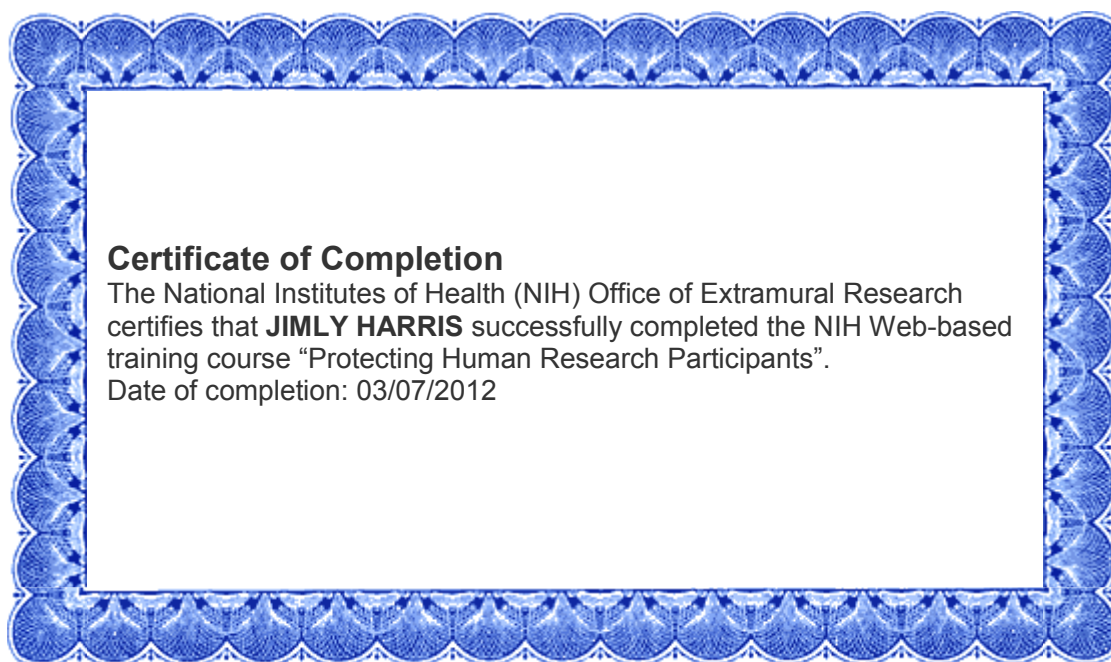 Certificate of Completion
The National Institutes of Health (NIH) Office of Extramural Research
certifies that JIMLY HARRIS successfully completed the NIH Web-based
training course “Protecting Human Research Participants”.
Date of completion: 03/07/2012